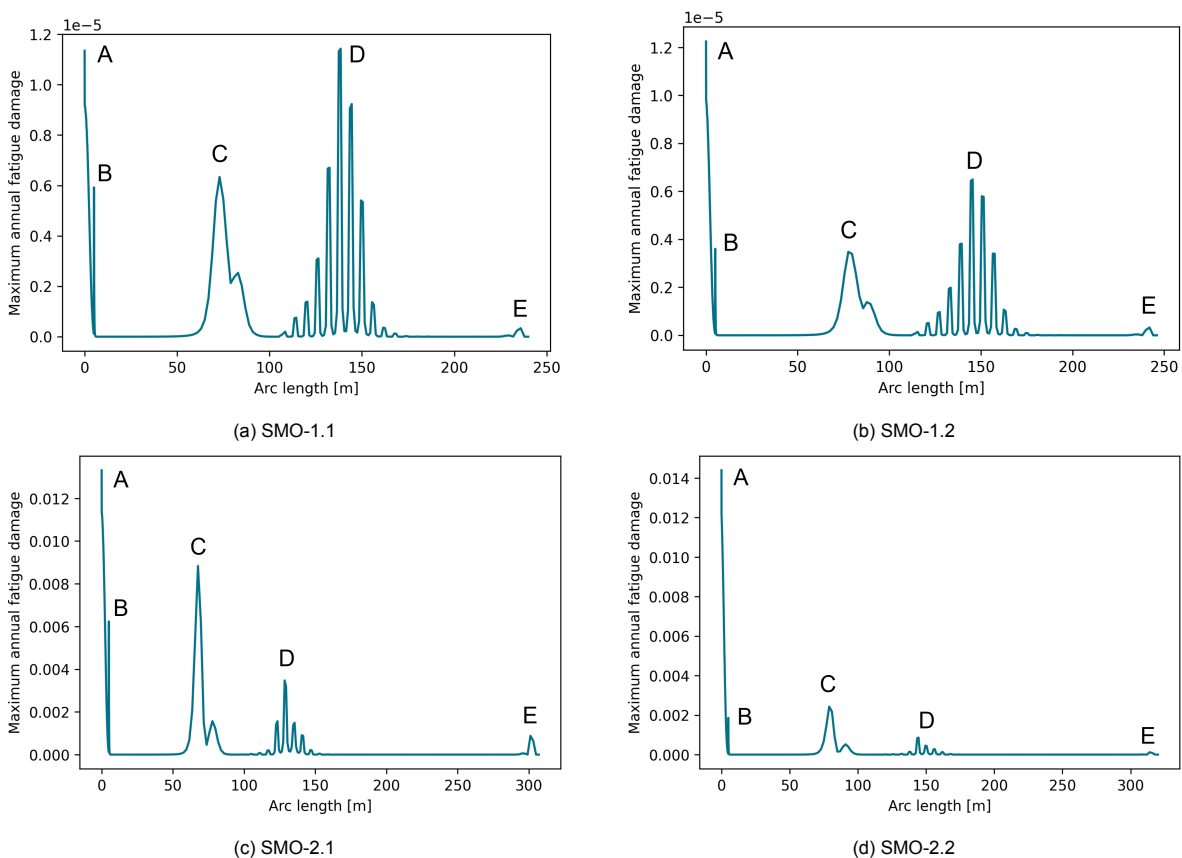 1e−5
Maximum annual fatigue damage
1.2
1.0
0.8
0.6
0.4
0.2
0.0
A
B
C
D
E
0 50 100 150 200 250
Arc length [m]
(a) SMO-1.1
1e−5
Maximum annual fatigue damage
1.2
1.0
0.8
0.6
0.4
0.2
0.0
A
B
C
D
E
0 50 100 150 200 250
Arc length [m]
(b) SMO-1.2
Maximum annual fatigue damage
0.012
0.010
0.008
0.006
0.004
0.002
0.000
A
B
C
D
E
0 50 100 150 200 250 300
Arc length [m]
(c) SMO-2.1
Maximum annual fatigue damage
0.014
0.012
0.010
0.008
0.006
0.004
0.002
0.000
A
B
C
D
E
0 50 100 150 200 250 300
Arc length [m]
(d) SMO-2.2